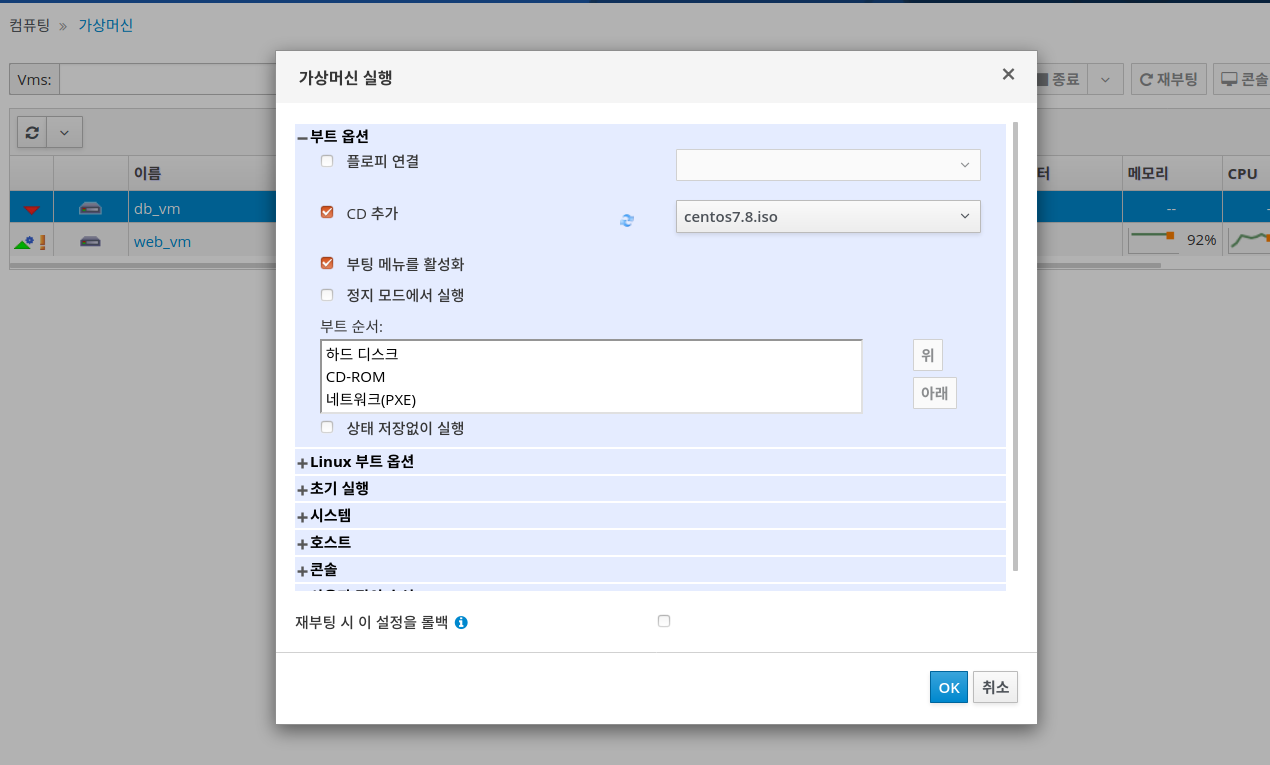 컴퓨팅 » 가상머신
Vms:
종료
재부팅
콘솔
이름
터
메모리
CPU
db_vm
--
web_vm
92%
가상머신 실행
부트 옵션
플로피 연결
CD 추가
centos7.8.iso
부팅 메뉴를 활성화
정지 모드에서 실행
부트 순서:
하드 디스크
CD-ROM
네트워크(PXE)
위
아래
상태 저장없이 실행
Linux 부트 옵션
초기 실행
시스템
호스트
콘솔
재부팅 시 이 설정을 롤백
OK
취소